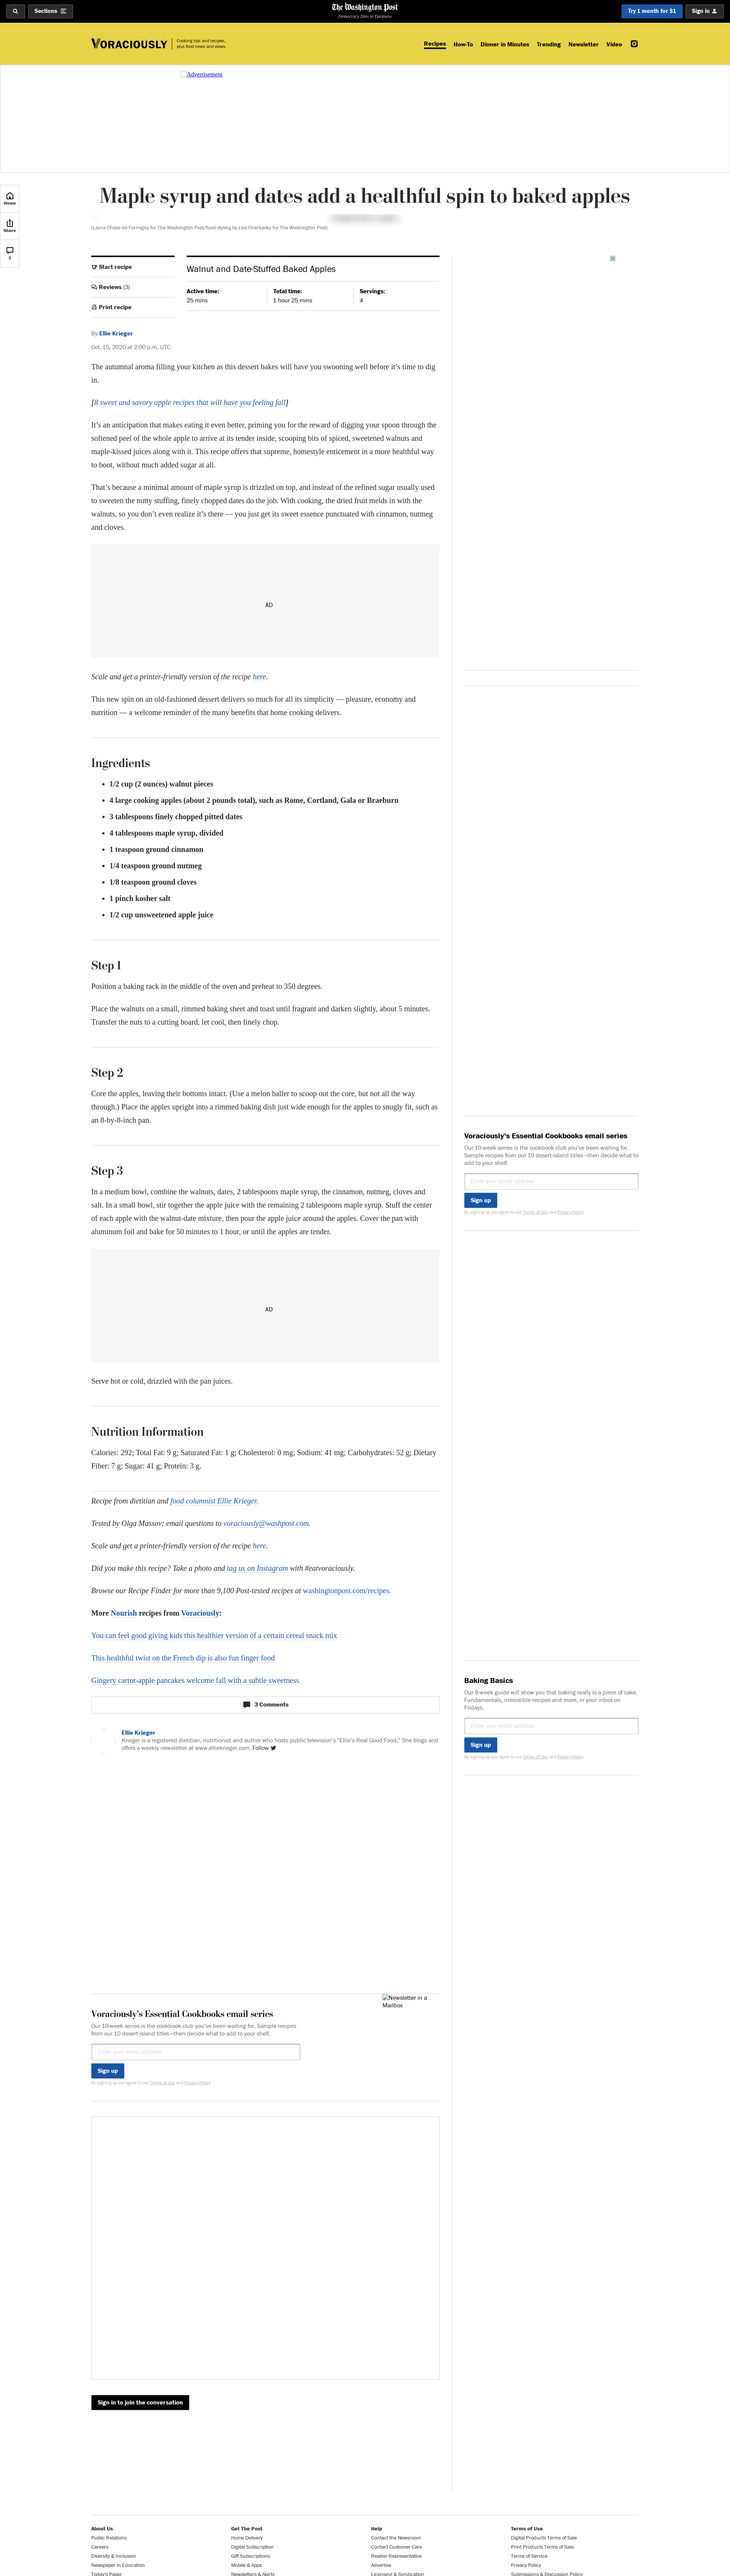 Sections
The Washington Post
Democracy Dies in Darkness
Try 1 month for $1
Sign in
VORACIOUSLY
Cooking tips and recipes,
plus food news and views.
Recipes
How-To
Dinner in Minutes
Trending
Newsletter
Video
Advertisement
Home
Share
3
Maple syrup and dates add a healthful spin to baked apples
(Laura Chase de Formigny for The Washington Post/food styling by Lisa Cherkasky for The Washington Post)
Start recipe
Reviews (3)
Print recipe
Walnut and Date-Stuffed Baked Apples
Active time:
25 mins
Total time:
1 hour 25 mins
Servings:
4
By Ellie Krieger
Oct. 15, 2020 at 2:00 p.m. UTC
The autumnal aroma filling your kitchen as this dessert bakes will have you swooning well before it’s time to dig
in.
[8 sweet and savory apple recipes that will have you feeling fall]
It’s an anticipation that makes eating it even better, priming you for the reward of digging your spoon through the
softened peel of the whole apple to arrive at its tender inside, scooping bits of spiced, sweetened walnuts and
maple-kissed juices along with it. This recipe offers that supreme, homestyle enticement in a more healthful way
to boot, without much added sugar at all.
That’s because a minimal amount of maple syrup is drizzled on top, and instead of the refined sugar usually used
to sweeten the nutty stuffing, finely chopped dates do the job. With cooking, the dried fruit melds in with the
walnuts, so you don’t even realize it’s there — you just get its sweet essence punctuated with cinnamon, nutmeg
and cloves.
AD
Scale and get a printer-friendly version of the recipe here.
This new spin on an old-fashioned dessert delivers so much for all its simplicity — pleasure, economy and
nutrition — a welcome reminder of the many benefits that home cooking delivers.
Ingredients
• 1/2 cup (2 ounces) walnut pieces
• 4 large cooking apples (about 2 pounds total), such as Rome, Cortland, Gala or Braeburn
• 3 tablespoons finely chopped pitted dates
• 4 tablespoons maple syrup, divided
• 1 teaspoon ground cinnamon
• 1/4 teaspoon ground nutmeg
• 1/8 teaspoon ground cloves
• 1 pinch kosher salt
• 1/2 cup unsweetened apple juice
Step 1
Position a baking rack in the middle of the oven and preheat to 350 degrees.
Place the walnuts on a small, rimmed baking sheet and toast until fragrant and darken slightly, about 5 minutes.
Transfer the nuts to a cutting board, let cool, then finely chop.
Step 2
Core the apples, leaving their bottoms intact. (Use a melon baller to scoop out the core, but not all the way
through.) Place the apples upright into a rimmed baking dish just wide enough for the apples to snugly fit, such as
an 8-by-8-inch pan.
Step 3
In a medium bowl, combine the walnuts, dates, 2 tablespoons maple syrup, the cinnamon, nutmeg, cloves and
salt. In a small bowl, stir together the apple juice with the remaining 2 tablespoons maple syrup. Stuff the center
of each apple with the walnut-date mixture, then pour the apple juice around the apples. Cover the pan with
aluminum foil and bake for 50 minutes to 1 hour, or until the apples are tender.
AD
Serve hot or cold, drizzled with the pan juices.
Nutrition Information
Calories: 292; Total Fat: 9 g; Saturated Fat: 1 g; Cholesterol: 0 mg; Sodium: 41 mg; Carbohydrates: 52 g; Dietary
Fiber: 7 g; Sugar: 41 g; Protein: 3 g.
Recipe from dietitian and food columnist Ellie Krieger.
Tested by Olga Massov; email questions to voraciously@washpost.com.
Scale and get a printer-friendly version of the recipe here.
Did you make this recipe? Take a photo and tag us on Instagram with #eatvoraciously.
Browse our Recipe Finder for more than 9,100 Post-tested recipes at washingtonpost.com/recipes.
More Nourish recipes from Voraciously:
You can feel good giving kids this healthier version of a certain cereal snack mix
This healthful twist on the French dip is also fun finger food
Gingery carrot-apple pancakes welcome fall with a subtle sweetness
3 Comments
Ellie Krieger
Krieger is a registered dietitian, nutritionist and author who hosts public television’s “Ellie’s Real Good Food.” She blogs and
offers a weekly newsletter at www.elliekrieger.com. Follow
Newsletter in a
Mailbox
Voraciously's Essential Cookbooks email series
Our 10-week series is the cookbook club you've been waiting for. Sample recipes
from our 10 desert-island titles—then decide what to add to your shelf.
Enter your email address
Sign up
By signing up you agree to our Terms of Use and Privacy Policy
Sign in to join the conversation
Voraciously's Essential Cookbooks email series
Our 10-week series is the cookbook club you've been waiting for.
Sample recipes from our 10 desert-island titles—then decide what to
add to your shelf.
Enter your email address
Sign up
By signing up you agree to our Terms of Use and Privacy Policy
Baking Basics
Our 8-week guide will show you that baking really is a piece of cake.
Fundamentals, irresistible recipes and more, in your inbox on
Fridays.
Enter your email address
Sign up
By signing up you agree to our Terms of Use and Privacy Policy
About Us
Public Relations
Careers
Diversity & Inclusion
Newspaper in Education
Today's Paper
Get The Post
Home Delivery
Digital Subscription
Gift Subscriptions
Mobile & Apps
Newsletters & Alerts
Help
Contact the Newsroom
Contact Customer Care
Reader Representative
Advertise
Licensing & Syndication
Terms of Use
Digital Products Terms of Sale
Print Products Terms of Sale
Terms of Service
Privacy Policy
Submissions & Discussion Policy